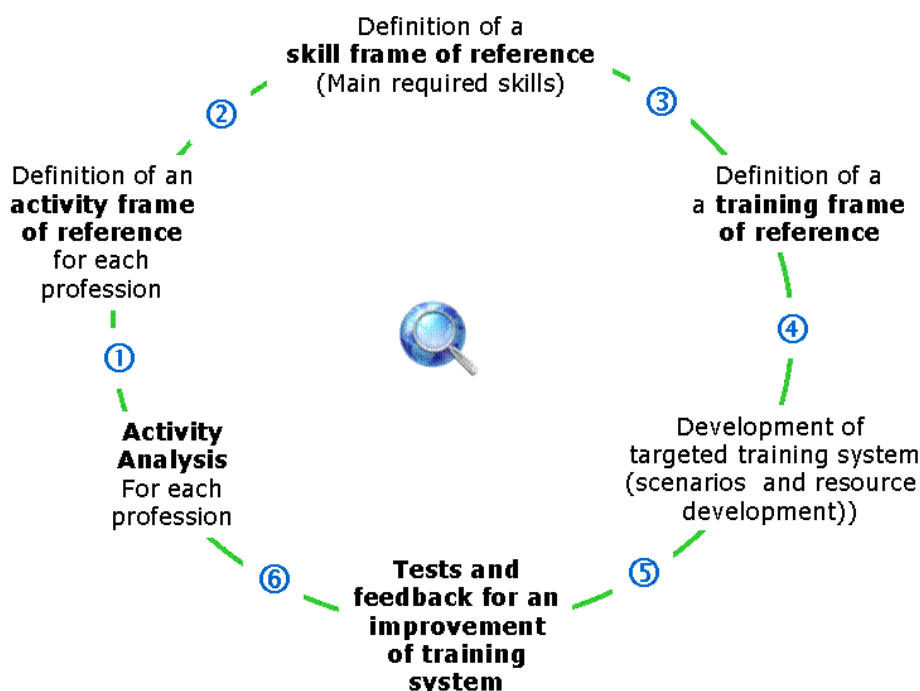 Definition of a
skill frame of reference
(Main required skills)
②
③
Definition of an
activity frame
of reference
for each
profession
Definition of a
a training frame
of reference
①
④
Activity
Analysis
For each
profession
Development of
targeted training system
(scenarios and resource
development))
⑥
⑤
Tests and
feedback for an
improvement
of training
system